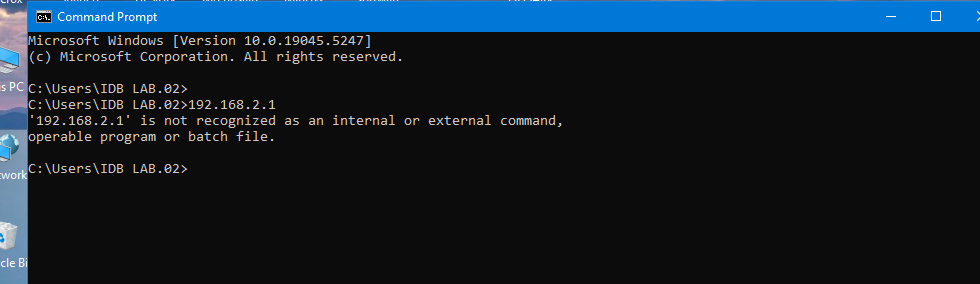 Command Prompt
Microsoft Windows [Version 10.0.19045.5247]
(c) Microsoft Corporation. All rights reserved.
C:\Users\IDB LAB.02>
C:\Users\IDB LAB.02>192.168.2.1
'192.168.2.1' is not recognized as an internal or external command,
operable program or batch file.
C:\Users\IDB LAB.02>
s PC
twork
cle Bi